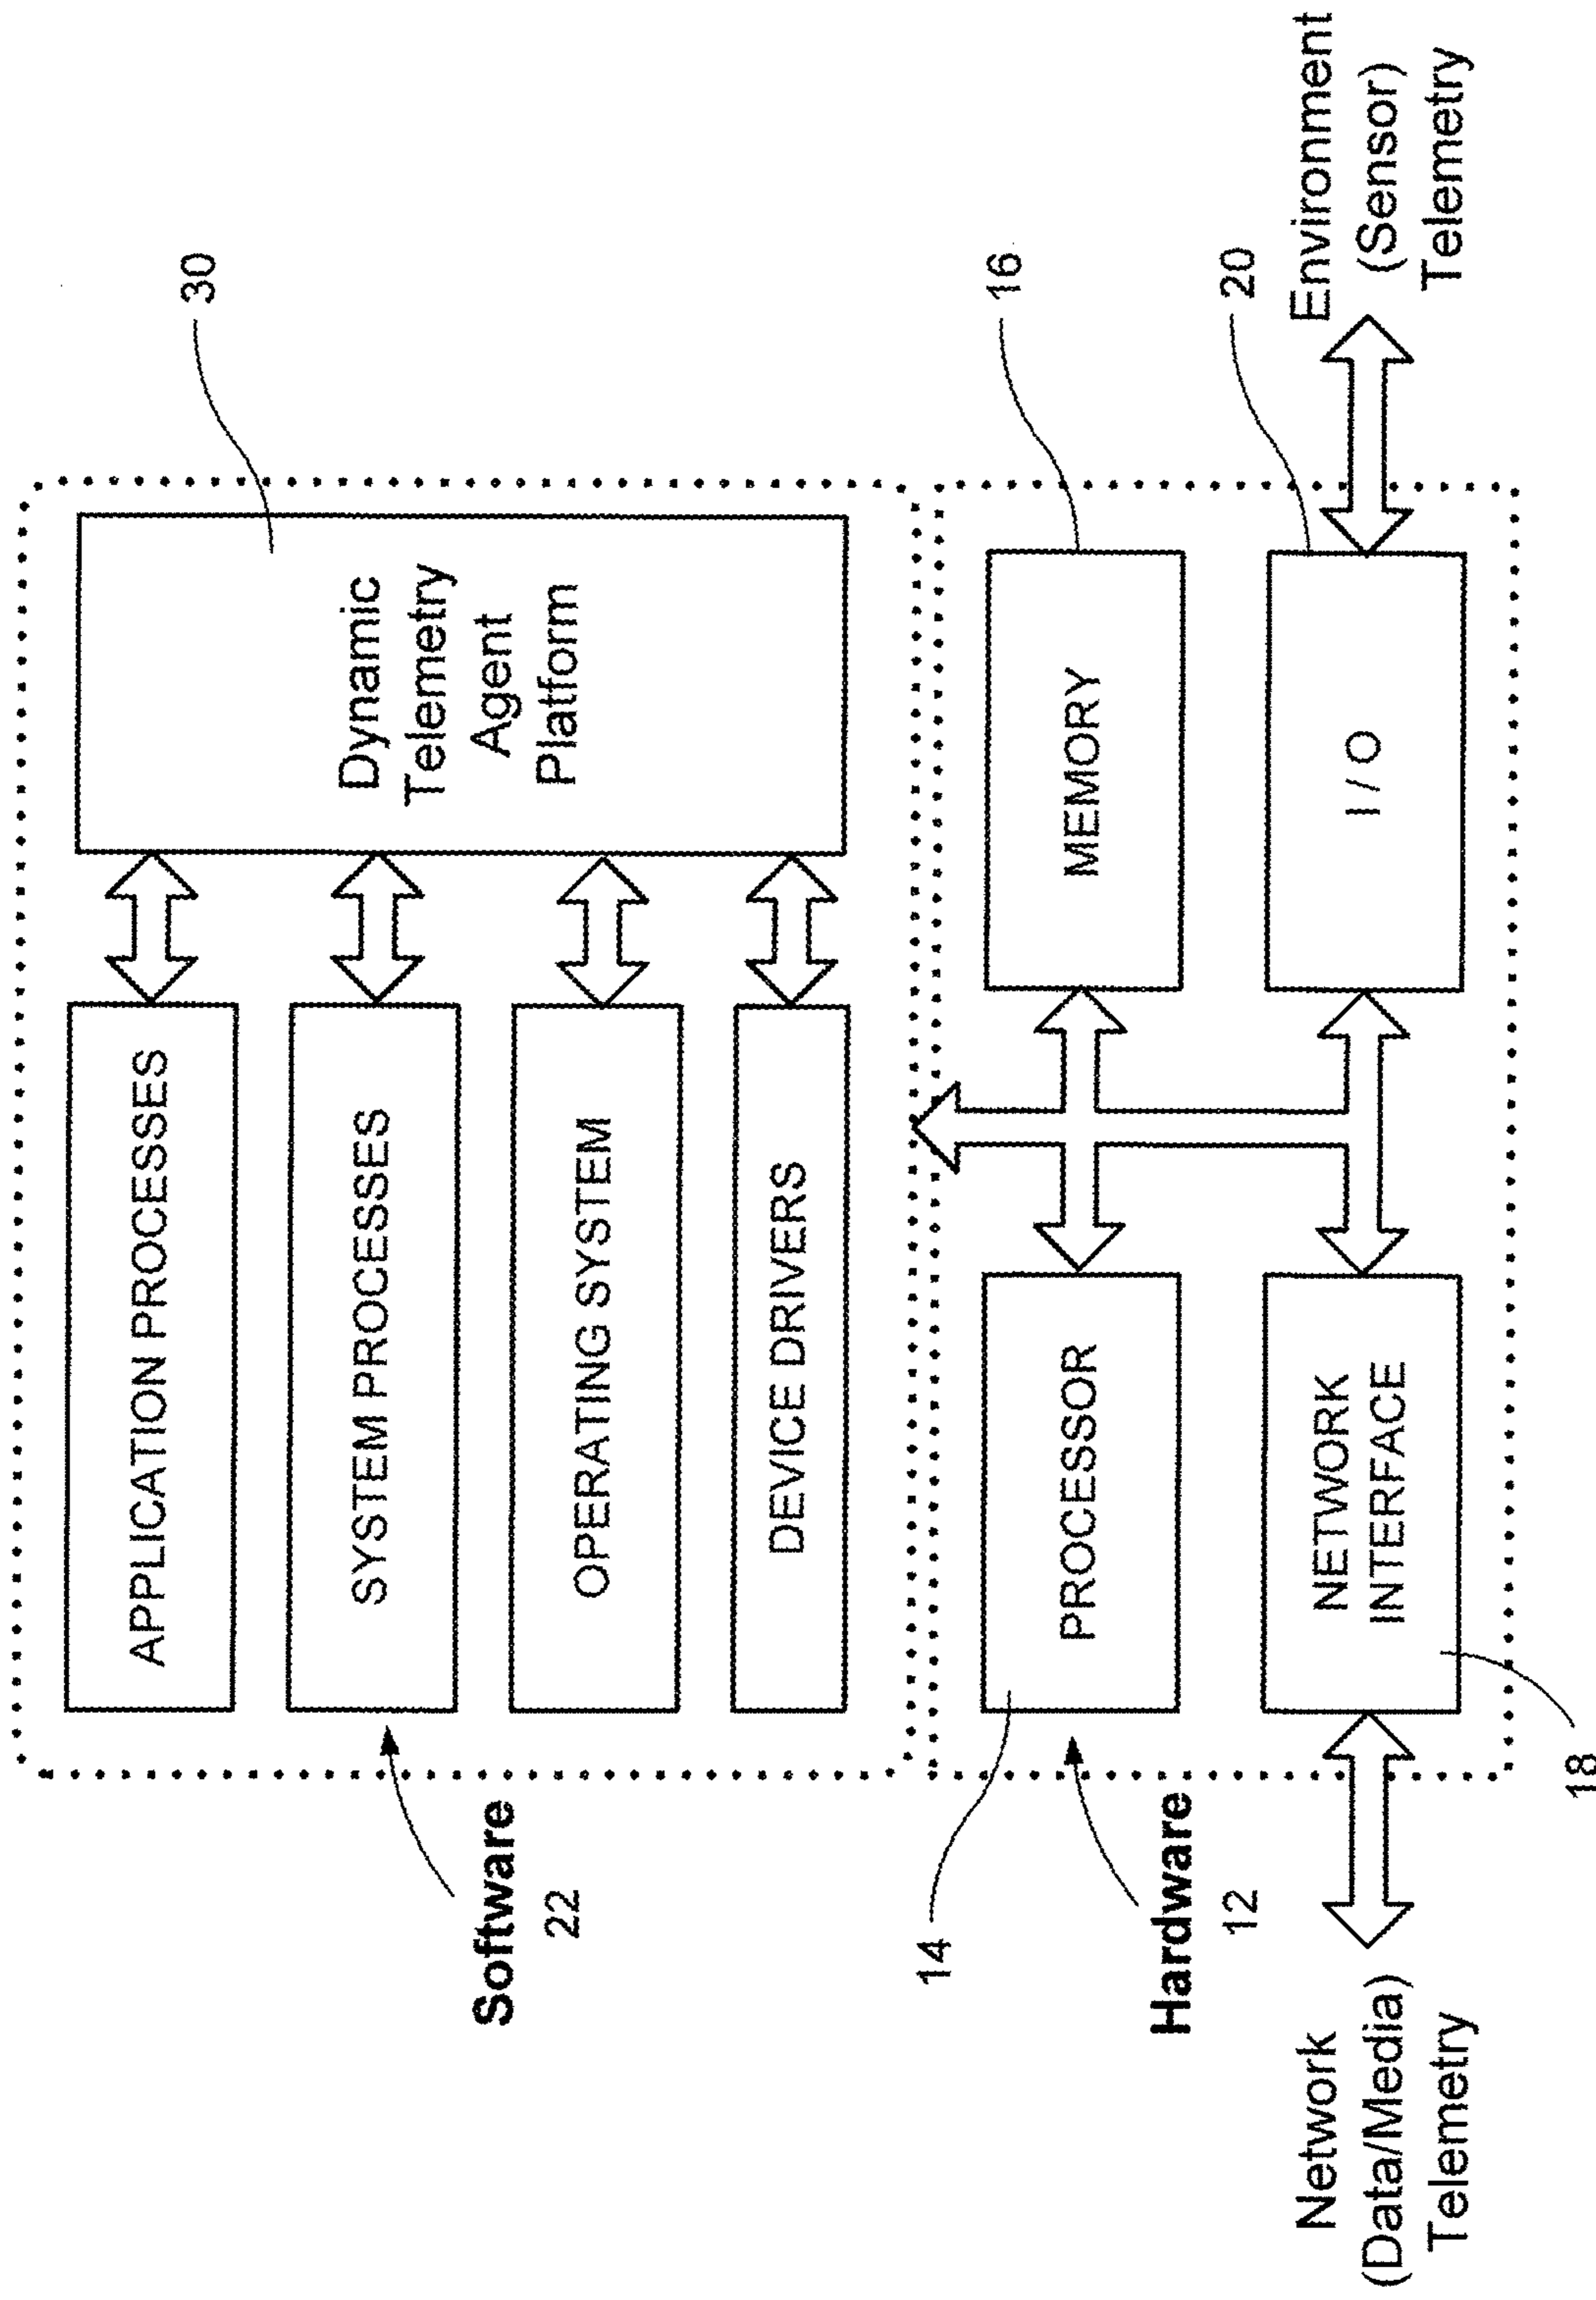 30
APPLICATION PROCESSES
SYSTEM PROCESSES
OPERATING SYSTEM
DEVICE DRIVERS
Dynamic
Telemetry
Agent
Platform
Software
22
14
PROCESSOR
MEMORY
16
Hardware
12
20
NETWORK
INTERFACE
I / O
Network
(Data/Media)
Telemetry
Environment
(Sensor)
Telemetry
18